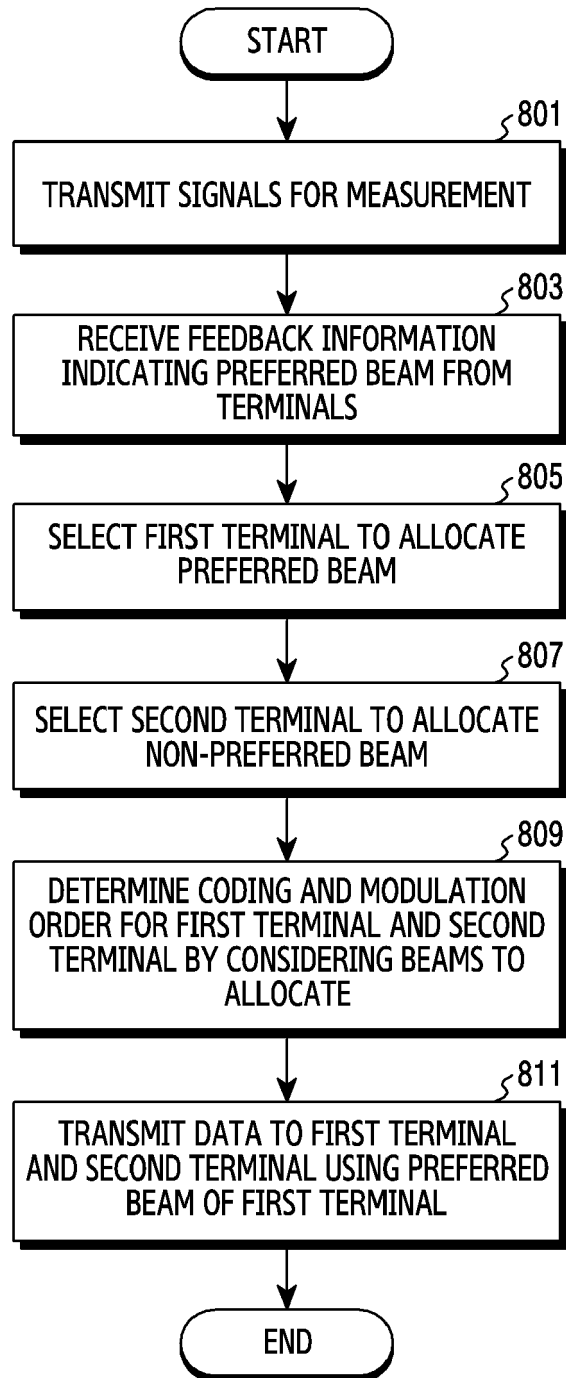 START
801
TRANSMIT SIGNALS FOR MEASUREMENT
803
RECEIVE FEEDBACK INFORMATION
INDICATING PREFERRED BEAM FROM
TERMINALS
805
SELECT FIRST TERMINAL TO ALLOCATE
PREFERRED BEAM
807
SELECT SECOND TERMINAL TO ALLOCATE
NON-PREFERRED BEAM
809
DETERMINE CODING AND MODULATION
ORDER FOR FIRST TERMINAL AND SECOND
TERMINAL BY CONSIDERING BEAMS TO
ALLOCATE
811
TRANSMIT DATA TO FIRST TERMINAL
AND SECOND TERMINAL USING PREFERRED
BEAM OF FIRST TERMINAL
END